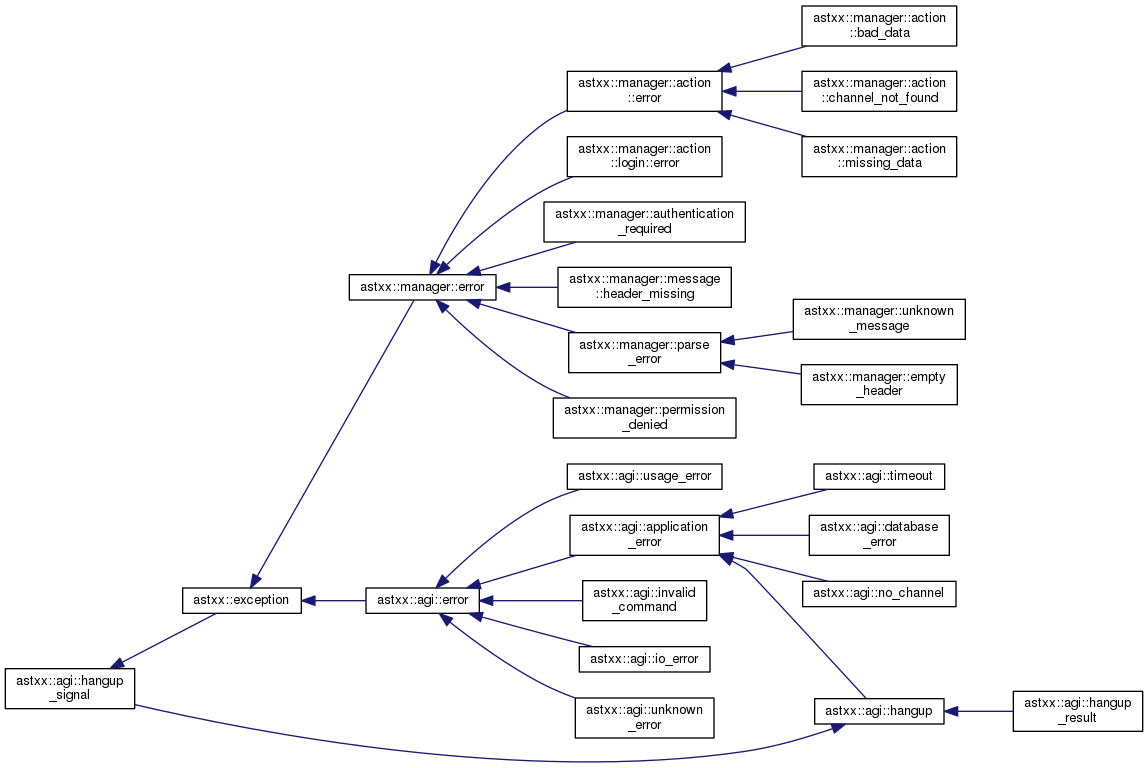 astxx::manager::action
::bad_data
astxx::manager::action
::error
astxx::manager::action
::channel_not_found
astxx::manager::action
::login::error
astxx::manager::action
::missing_data
astxx::manager::authentication
_required
astxx::manager::error
astxx::manager::message
::header_missing
astxx::manager::unknown
_message
astxx::manager::parse
_error
astxx::manager::empty
_header
astxx::manager::permission
_denied
astxx::agi::usage_error
astxx::agi::timeout
astxx::agi::application
_error
astxx::agi::database
_error
astxx::exception
astxx::agi::error
astxx::agi::invalid
_command
astxx::agi::no_channel
astxx::agi::io_error
astxx::agi::hangup
_signal
astxx::agi::unknown
_error
astxx::agi::hangup
astxx::agi::hangup
_result